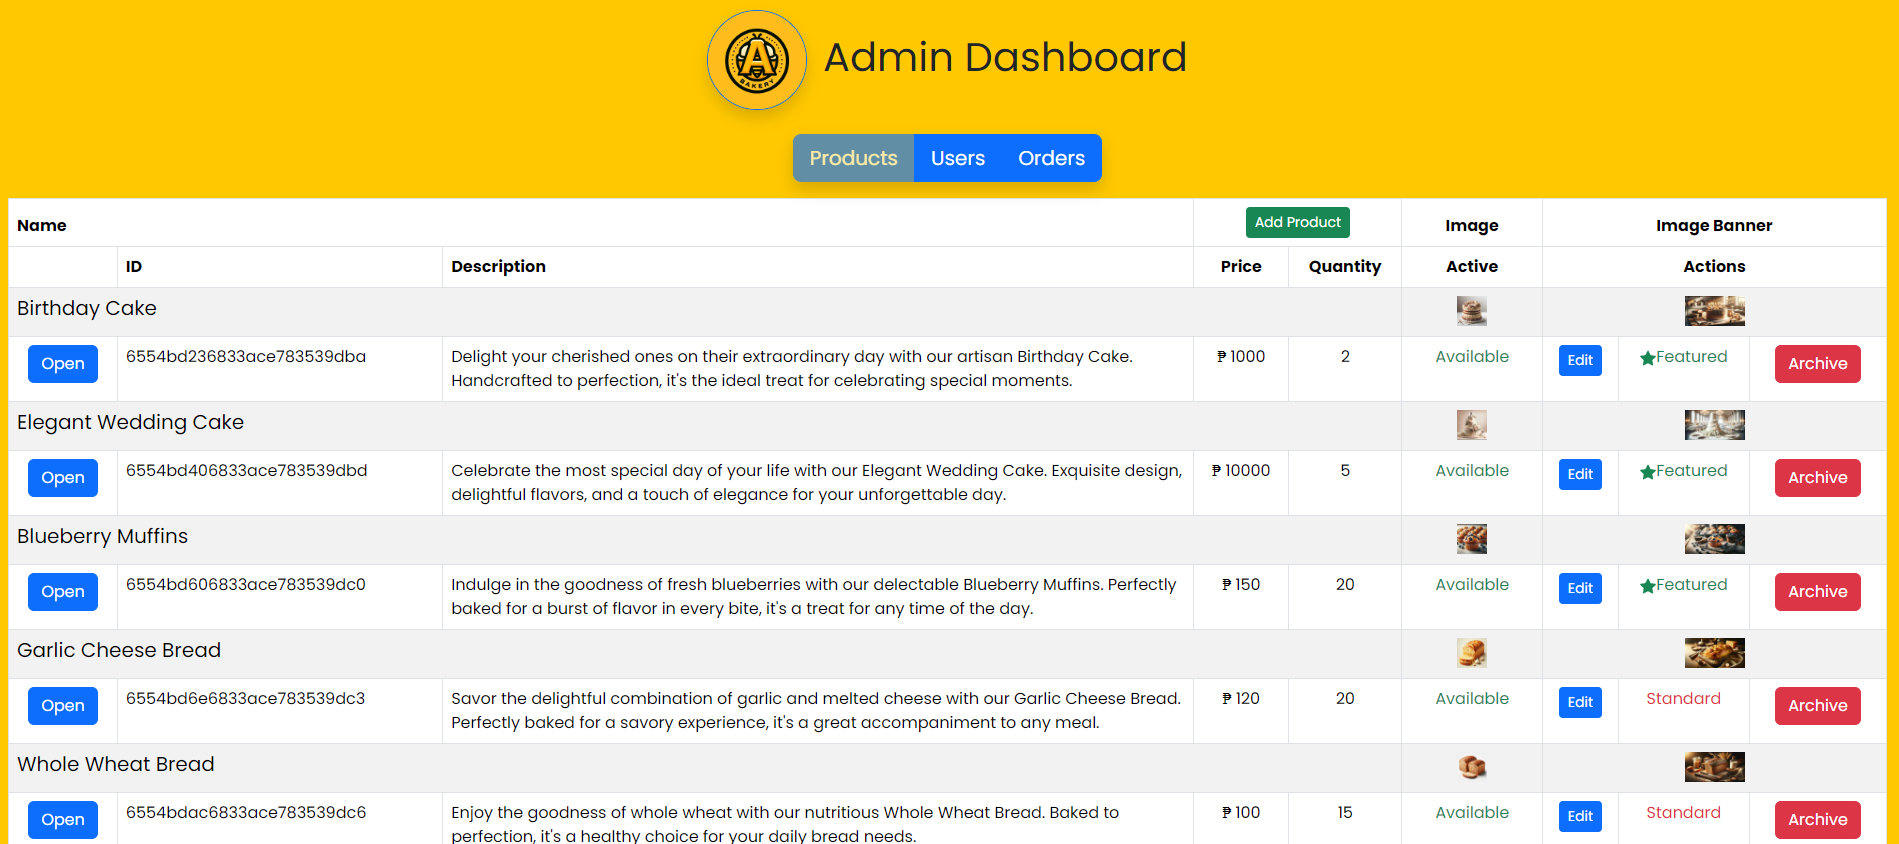 A
BAKERY
Admin Dashboard
Products Users Orders
Name Add Product Image Image Banner
ID Description Price Quantity Active Actions
Birthday Cake
Open 6554bd236833ace783539dba Delight your cherished ones on their extraordinary day with our artisan Birthday Cake. ₱ 1000 2 Available Edit Featured Archive
Handcrafted to perfection, it's the ideal treat for celebrating special moments.
Elegant Wedding Cake
Open 6554bd406833ace783539dbd Celebrate the most special day of your life with our Elegant Wedding Cake. Exquisite design, ₱ 10000 5 Available Edit Featured Archive
delightful flavors, and a touch of elegance for your unforgettable day.
Blueberry Muffins
Open 6554bd606833ace783539dc0 Indulge in the goodness of fresh blueberries with our delectable Blueberry Muffins. Perfectly ₱ 150 20 Available Edit Featured Archive
baked for a burst of flavor in every bite, it's a treat for any time of the day.
Garlic Cheese Bread
Open 6554bd6e6833ace783539dc3 Savor the delightful combination of garlic and melted cheese with our Garlic Cheese Bread. ₱ 120 20 Available Edit Standard Archive
Perfectly baked for a savory experience, it's a great accompaniment to any meal.
Whole Wheat Bread
Open 6554bdac6833ace783539dc6 Enjoy the goodness of whole wheat with our nutritious Whole Wheat Bread. Baked to ₱ 100 15 Available Edit Standard Archive
perfection, it's a healthy choice for your daily bread needs.